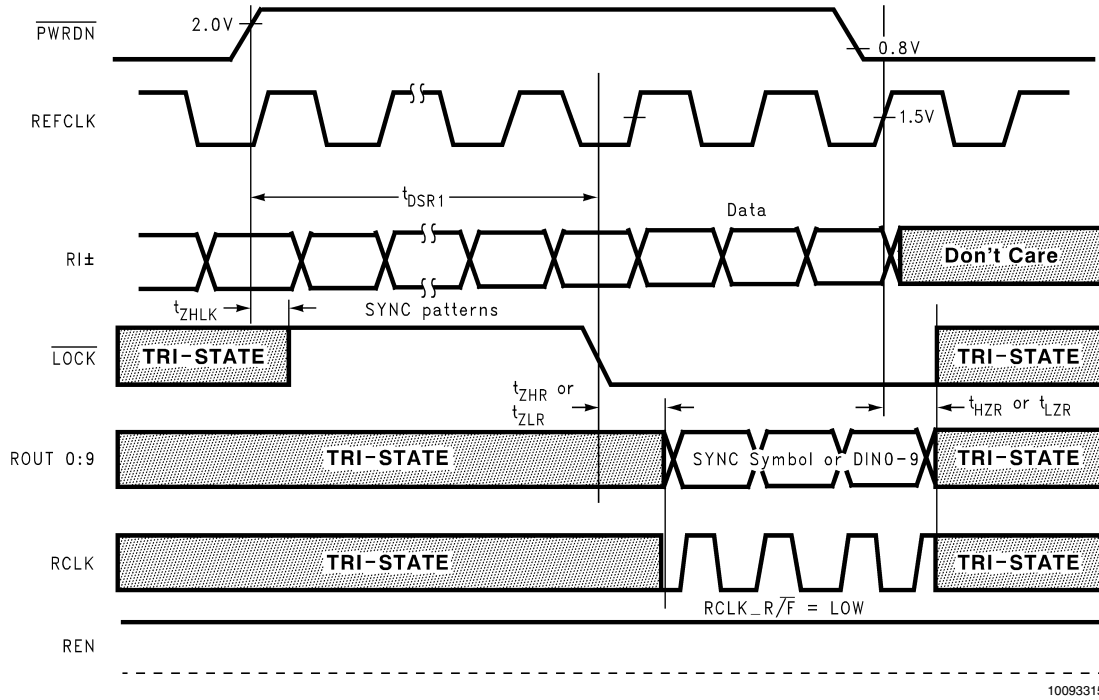 PWRDN
2.0V
0.8V
REFCLK
1.5V
tDSR1
Data
RI±
Don't Care
tZHLK
SYNC patterns
LOCK
TRI-STATE
TRI-STATE
tZHR or
tZLR
tHZR or tLZR
ROUT 0:9
TRI-STATE
SYNC Symbol or DIN0-9
TRI-STATE
RCLK
TRI-STATE
TRI-STATE
RCLK_R/F = LOW
REN